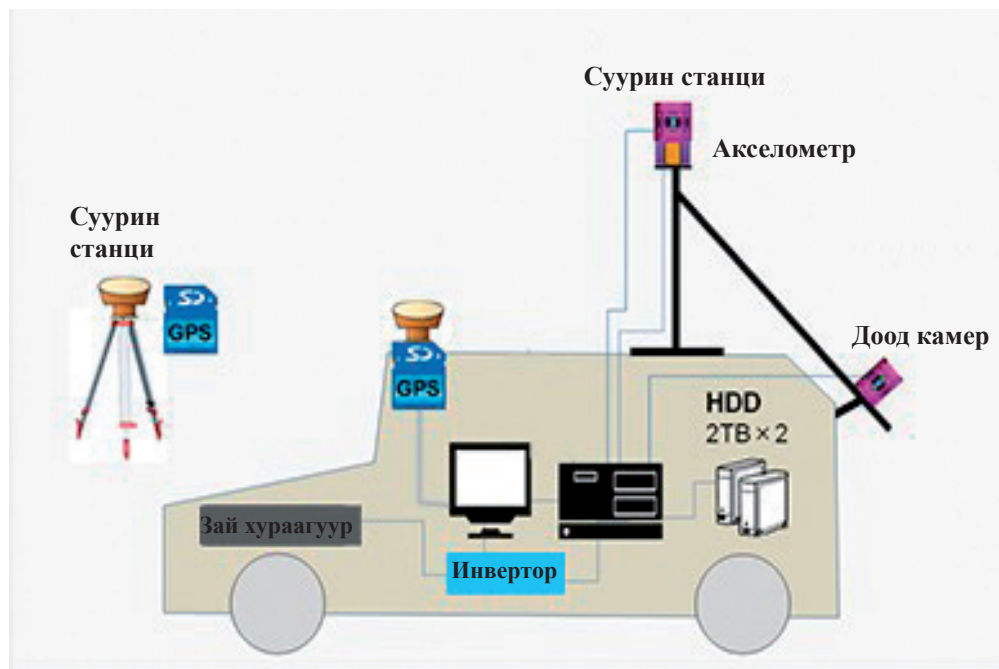 Суурин станци
Акселометр
Суурин
станци
GPS
GPS
Доод камер
HDD
2TB × 2
Зай хураагуур
Инвертор